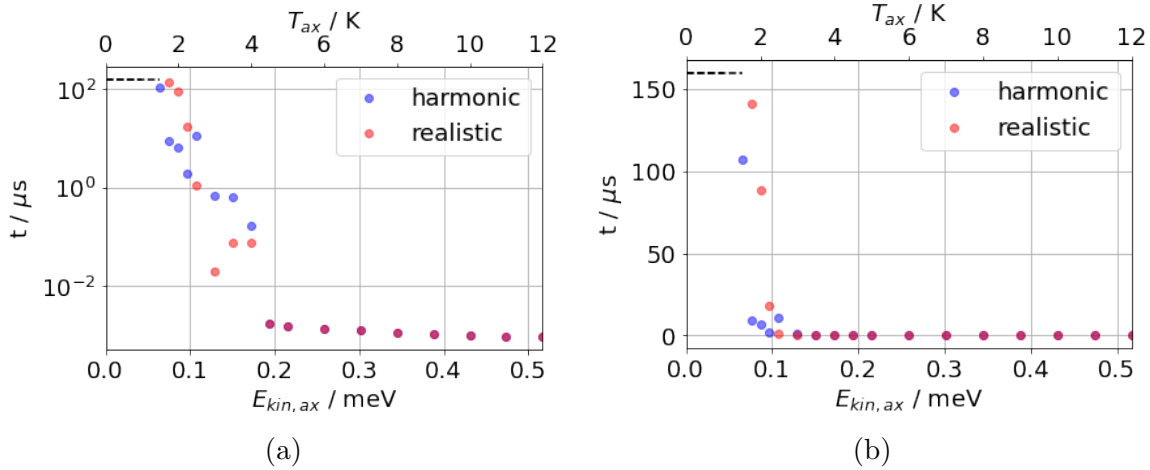 T_ax / K
0 2 4 6 8 10 12
10^2
10^0
10^-2
t / μs
harmonic
realistic
0.0 0.1 0.2 0.3 0.4 0.5
E_kin,ax / meV
(a)
T_ax / K
0 2 4 6 8 10 12
150
100
50
0
t / μs
harmonic
realistic
0.0 0.1 0.2 0.3 0.4 0.5
E_kin,ax / meV
(b)